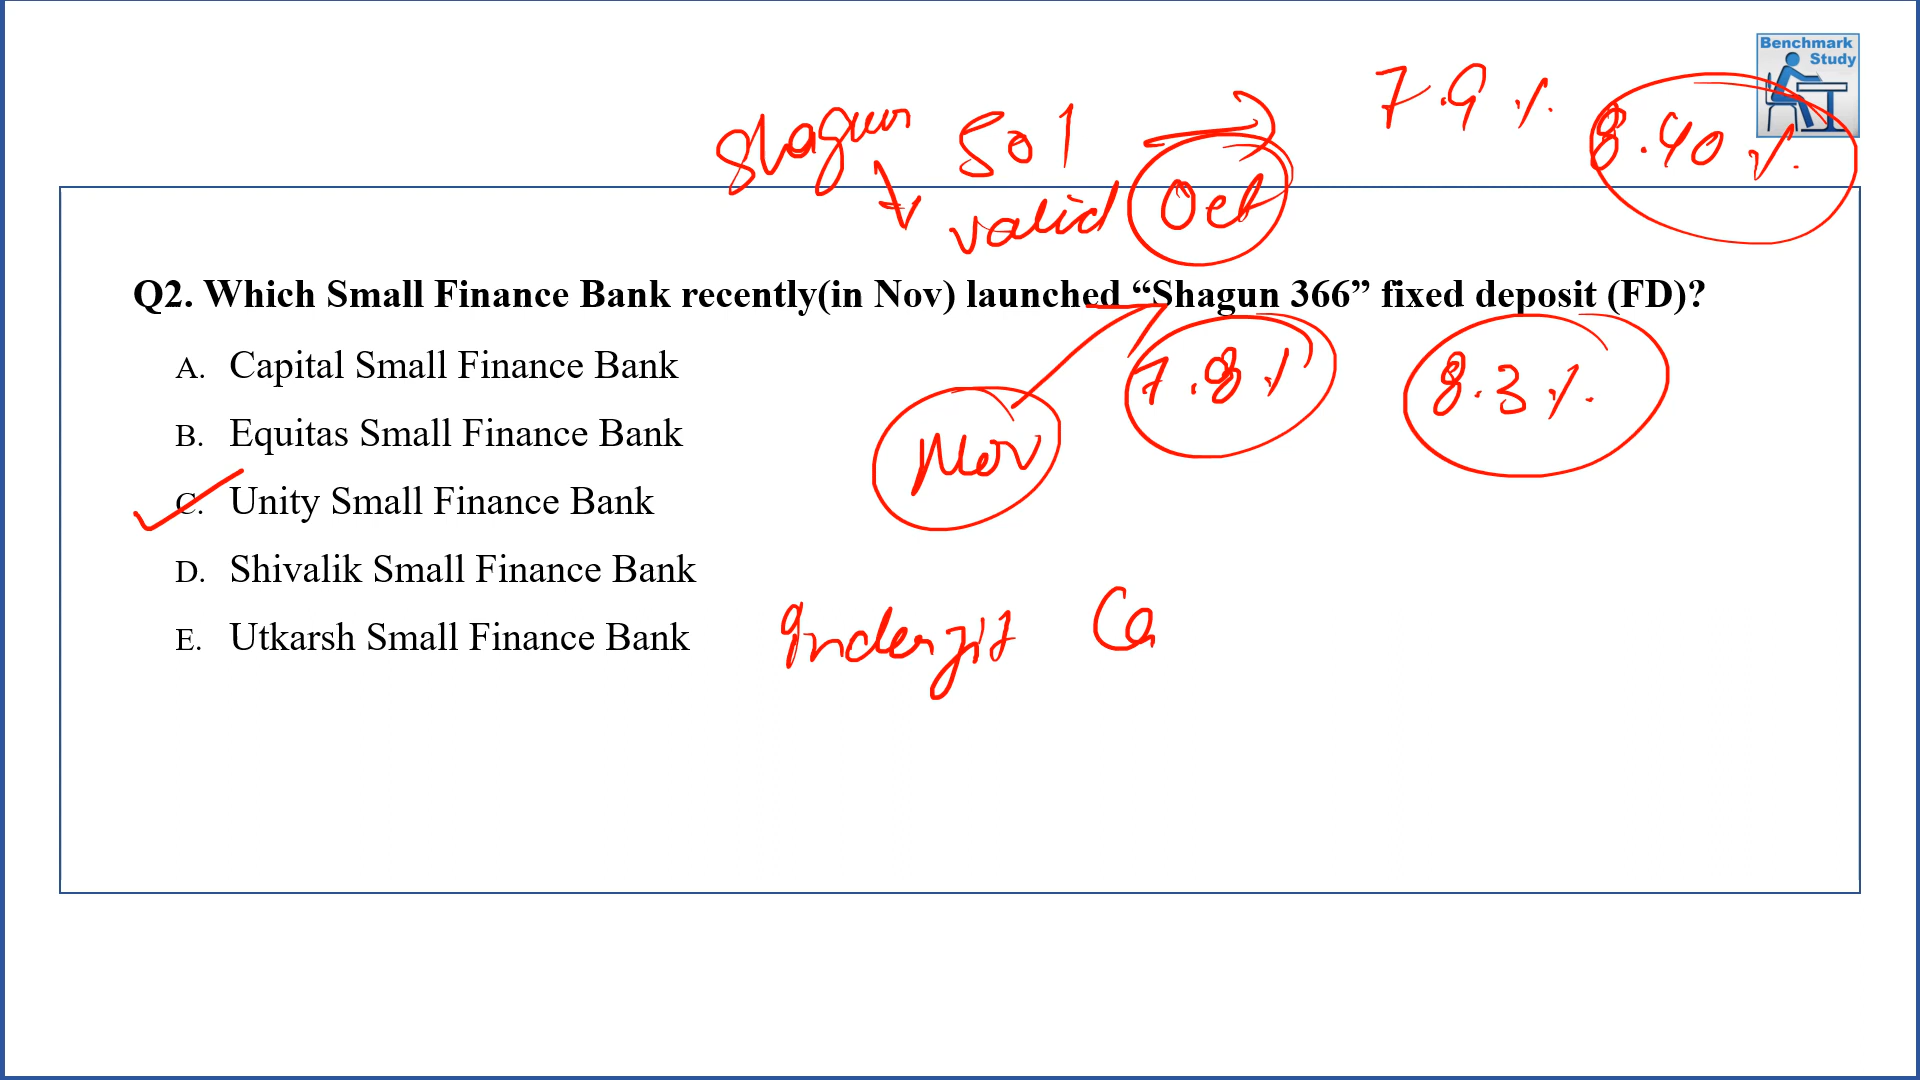 Benchmark
Study
Shagun 501 7.9 %. 8.40 %.
valid Oct
Q2. Which Small Finance Bank recently(in Nov) launched “Shagun 366” fixed deposit (FD)?
A. Capital Small Finance Bank
7.8 % 8.3 %.
B. Equitas Small Finance Bank
Nov
C. Unity Small Finance Bank
D. Shivalik Small Finance Bank
E. Utkarsh Small Finance Bank
Inderjit Ca